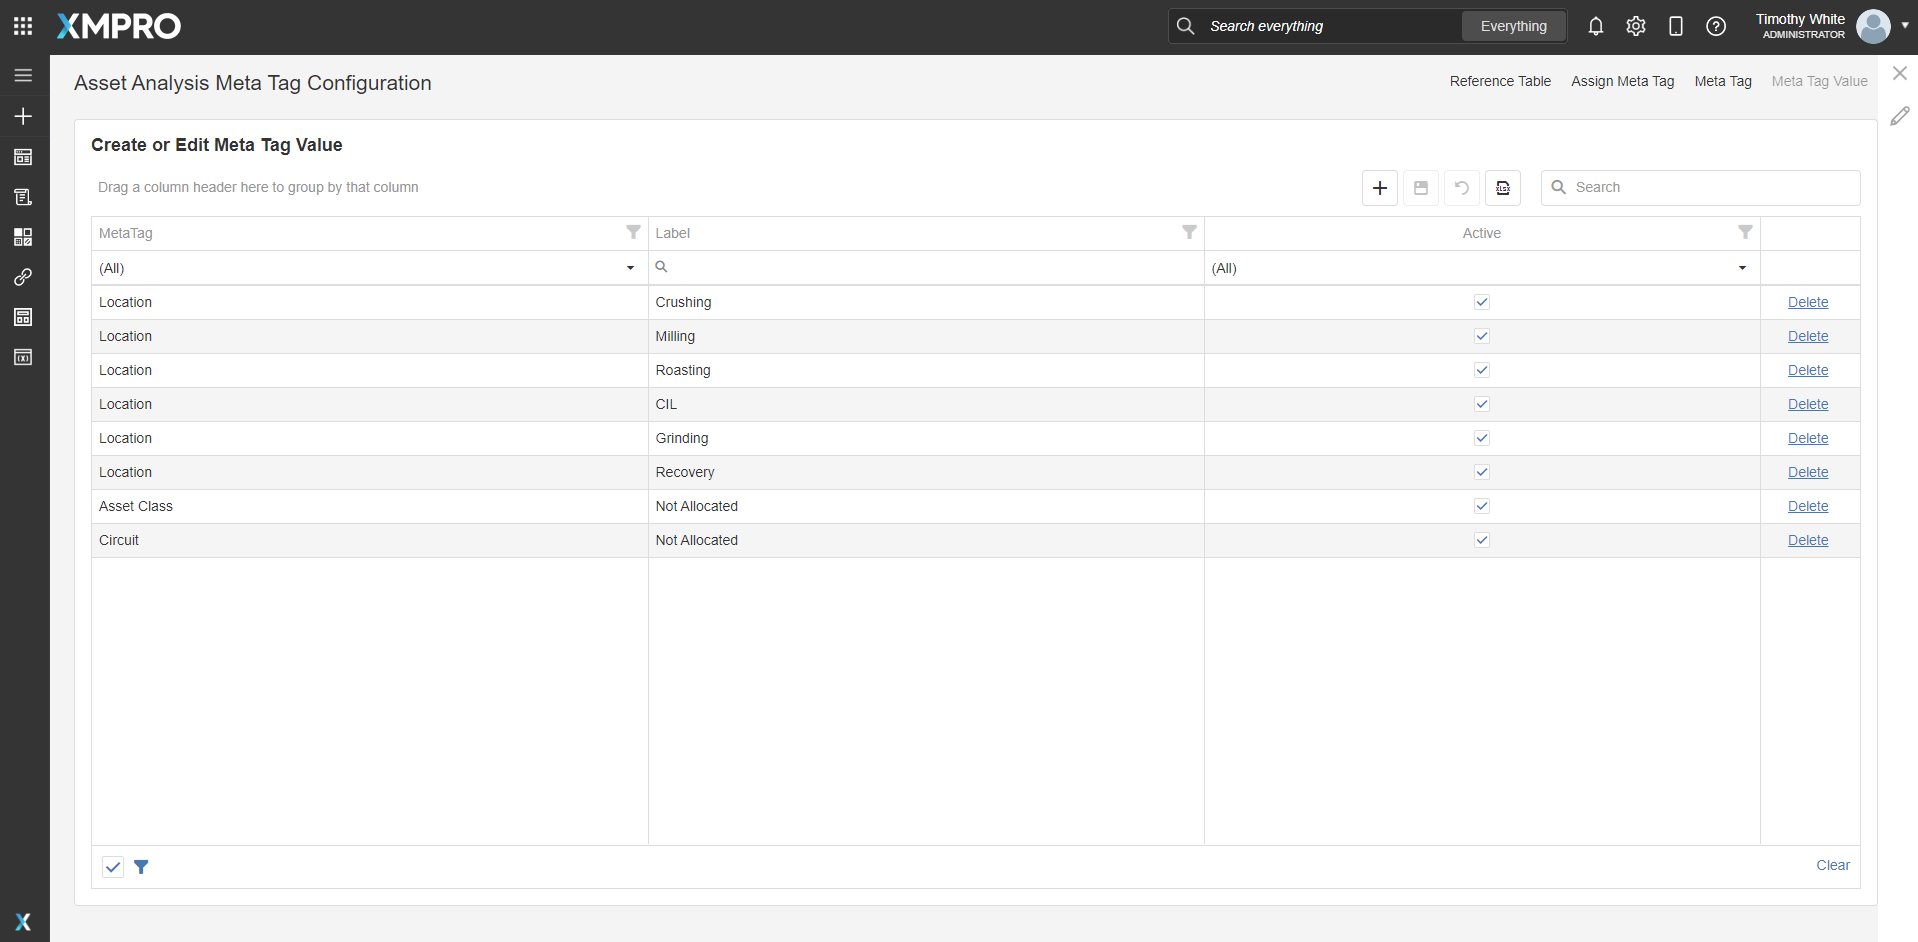 XMPRO
Search everything
Everything
Timothy White
ADMINISTRATOR
Asset Analysis Meta Tag Configuration
Reference Table Assign Meta Tag Meta Tag Meta Tag Value
Create or Edit Meta Tag Value
Drag a column header here to group by that column
xlsx
Search
MetaTag Label Active
(All) (All)
Location Crushing Delete
Location Milling Delete
Location Roasting Delete
Location CIL Delete
Location Grinding Delete
Location Recovery Delete
Asset Class Not Allocated Delete
Circuit Not Allocated Delete
Clear